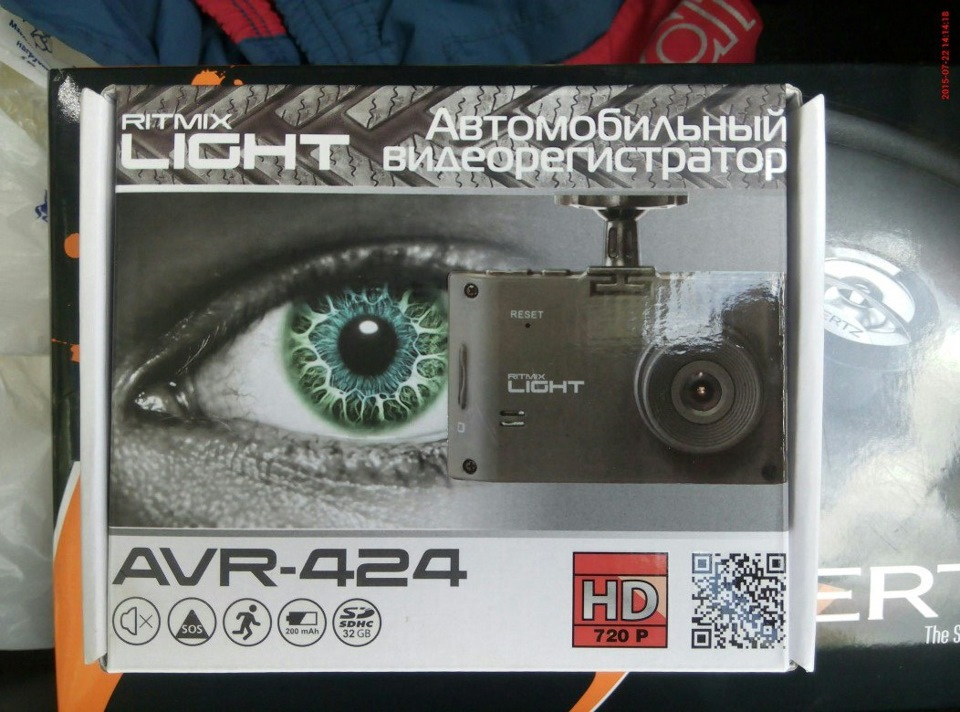 2015-07-22 14:14:18
RITMIX
LIGHT
Автомобильный
видеорегистратор
RESET
RITMIX
LIGHT
AVR-424
SOS
200 mAh
SDHC
32 GB
HD
720 P
The